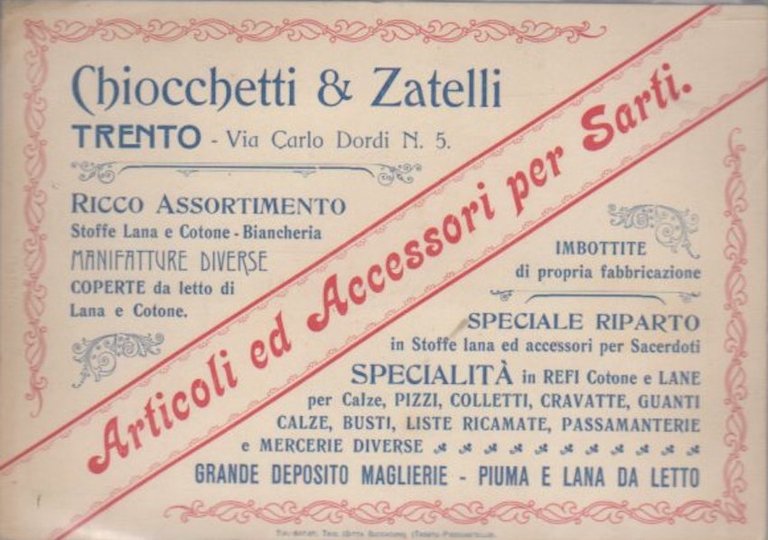 Chiocchetti & Zatelli
TRENTO - Via Carlo Dordi N. 5.
RICCO ASSORTIMENTO
Stoffe Lana e Cotone - Biancheria
MANIFATTURE DIVERSE
COPERTE da letto di
Lana e Cotone.
Articoli ed Accessori per Sarti.
IMBOTTITE
di propria fabbricazione
SPECIALE RIPARTO
in Stoffe lana ed accessori per Sacerdoti
SPECIALITÀ in REFI Cotone e LANE
per Calze, PIZZI, COLLETTI, CRAVATTE, GUANTI
CALZE, BUSTI, LISTE RICAMATE, PASSAMANTERIE
e MERCERIE DIVERSE
GRANDE DEPOSITO MAGLIERIE - PIUMA E LANA DA LETTO